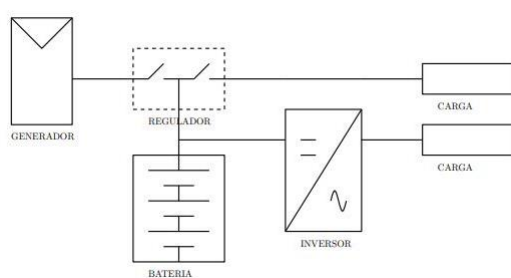 CARGA
REGULADOR
GENERADOR
CARGA
INVERSOR
BATERIA